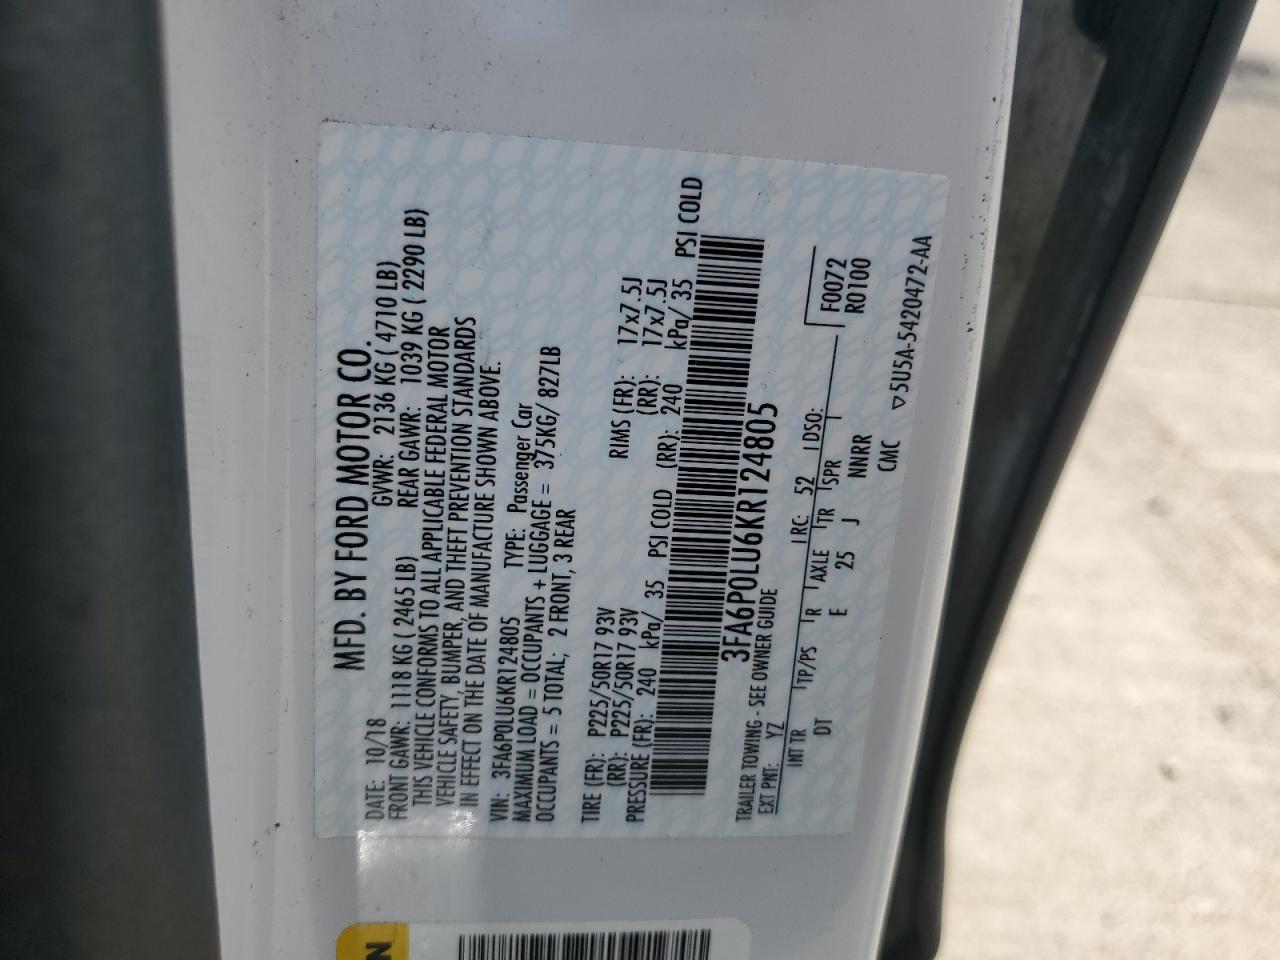 MFD. BY FORD MOTOR CO.
DATE: 10/18 GVWR: 2136 KG ( 4710 LB)
FRONT GAWR: 1118 KG ( 2465 LB) REAR GAWR: 1039 KG ( 2290 LB)
THIS VEHICLE CONFORMS TO ALL APPLICABLE FEDERAL MOTOR
VEHICLE SAFETY, BUMPER, AND THEFT PREVENTION STANDARDS
IN EFFECT ON THE DATE OF MANUFACTURE SHOWN ABOVE.
VIN: 3FA6P0LU6KR124805 TYPE: Passenger Car
MAXIMUM LOAD = OCCUPANTS + LUGGAGE = 375KG/ 827LB
OCCUPANTS = 5 TOTAL; 2 FRONT, 3 REAR
TIRE (FR): P225/50R17 93V RIMS (FR): 17x7.5J
(RR): P225/50R17 93V (RR): 17x7.5J
PRESSURE (FR): 240 kPa/ 35 PSI COLD (RR): 240 kPa/ 35 PSI COLD
3FA6P0LU6KR124805
TRAILER TOWING - SEE OWNER GUIDE
EXT PNT: YZ RC: 52 DSO: F0072
INT TR TP/PS R AXLE TR SPR R0100
DT E 25 J NNRR
CMC ▽5U5A-5420472-AA
N